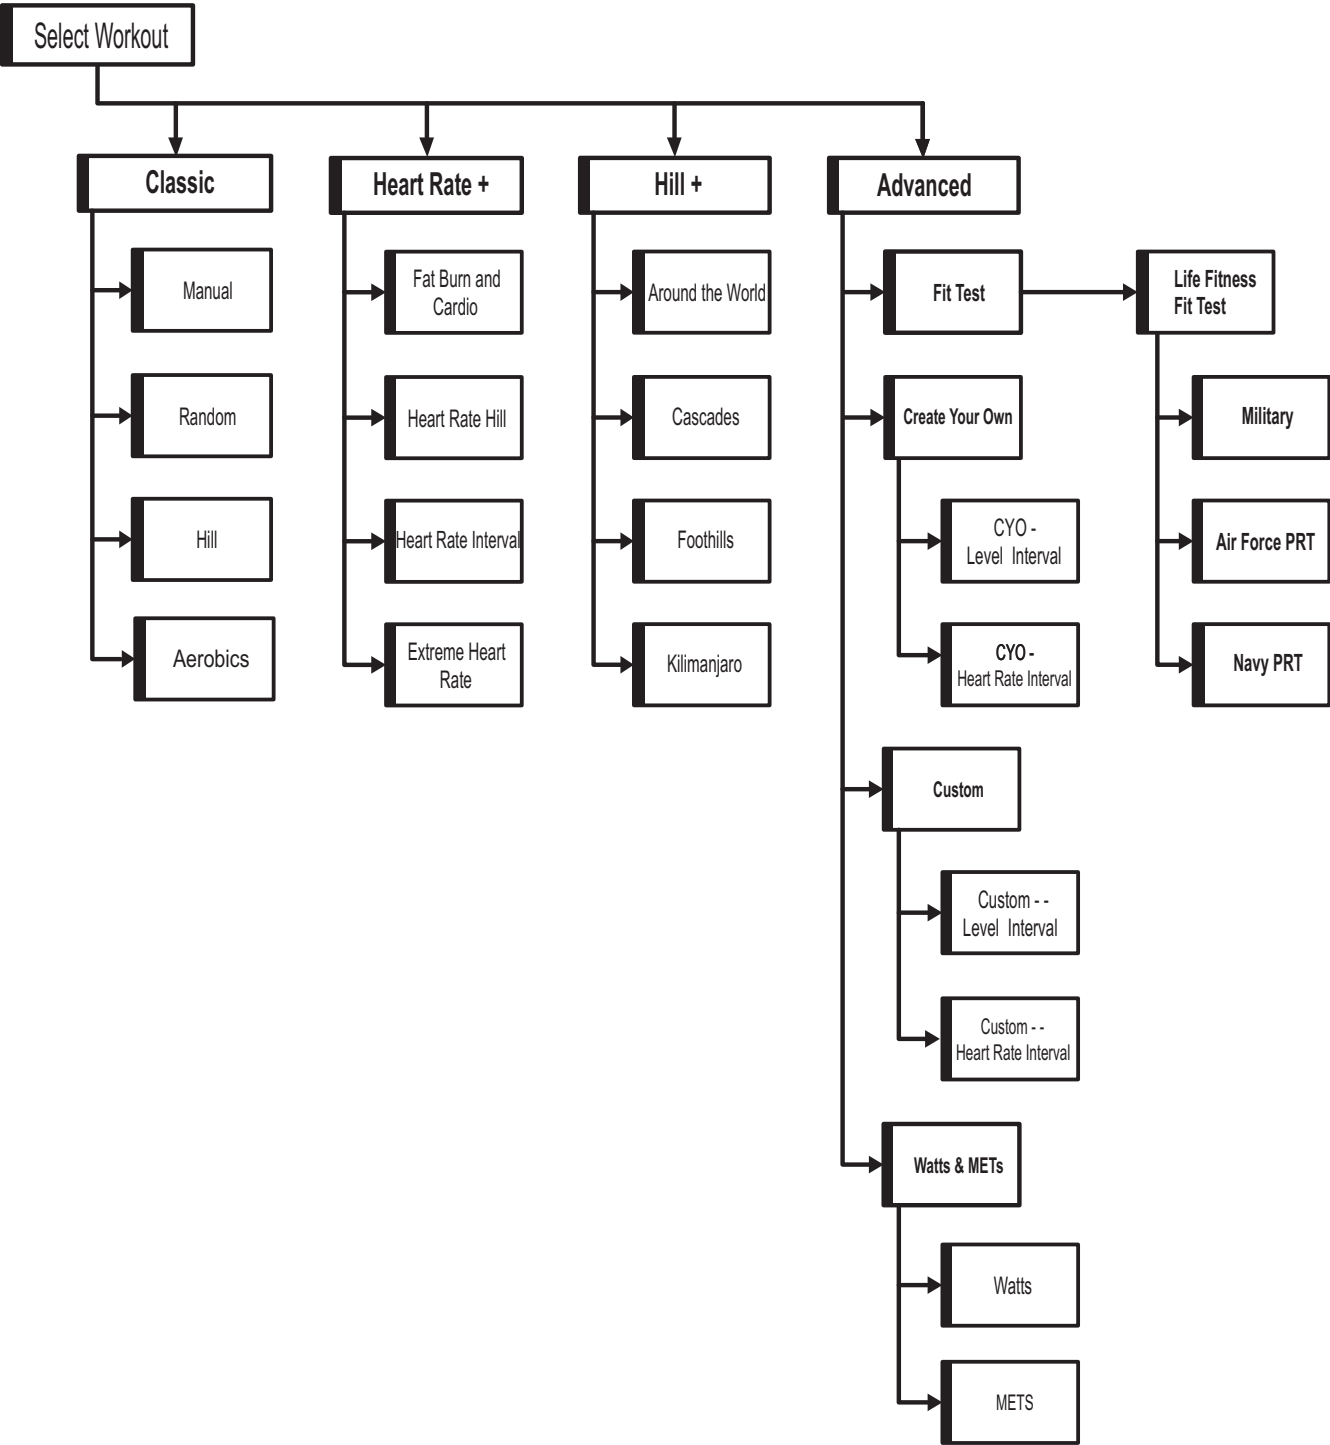 Select Workout
Classic
Heart Rate +
Hill +
Advanced
Manual
Random
Hill
Aerobics
Fat Burn and
Cardio
Heart Rate Hill
Heart Rate Interval
Extreme Heart
Rate
Around the World
Cascades
Foothills
Kilimanjaro
Fit Test
Create Your Own
CYO -
Level Interval
CYO -
Heart Rate Interval
Custom
Custom - -
Level Interval
Custom - -
Heart Rate Interval
Watts & METs
Watts
METS
Life Fitness
Fit Test
Military
Air Force PRT
Navy PRT